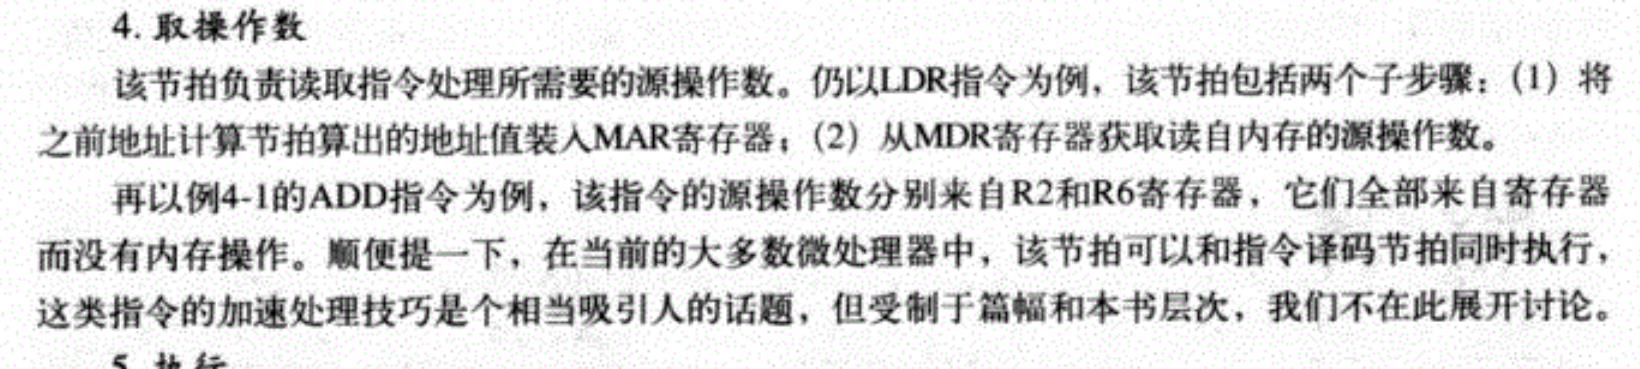 4. 取操作数
该节拍负责读取指令处理所需要的源操作数。仍以LDR指令为例，该节拍包括两个子步骤：（1）将
之前地址计算节拍算出的地址值装入MAR寄存器；（2）从MDR寄存器获取读自内存的源操作数。
再以例4-1的ADD指令为例，该指令的源操作数分别来自R2和R6寄存器，它们全部来自寄存器
而没有内存操作。顺便提一下，在当前的大多数微处理器中，该节拍可以和指令译码节拍同时执行，
这类指令的加速处理技巧是个相当吸引人的话题，但受制于篇幅和本书层次，我们不在此展开讨论。
5. 执行